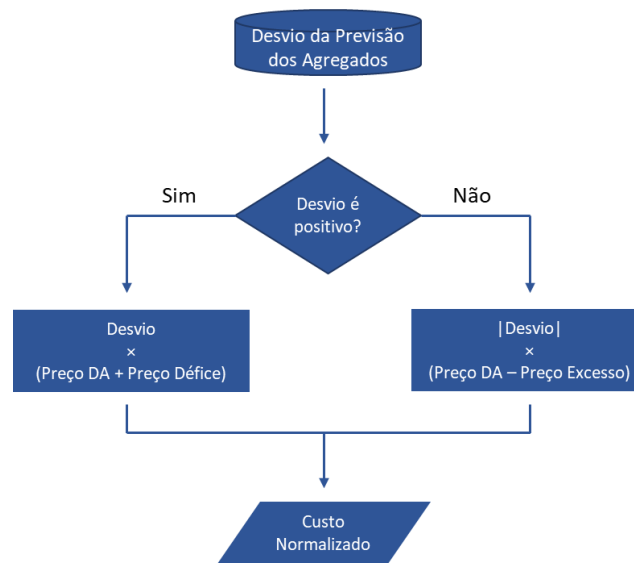 Desvio da Previsão
dos Agregados
Desvio é
positivo?
Sim
Não
Desvio
×
(Preço DA + Preço Défice)
|Desvio|
×
(Preço DA – Preço Excesso)
Custo
Normalizado